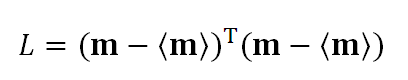 L = (𝐦 − ⟨𝐦⟩)ᵀ(𝐦 − ⟨𝐦⟩)